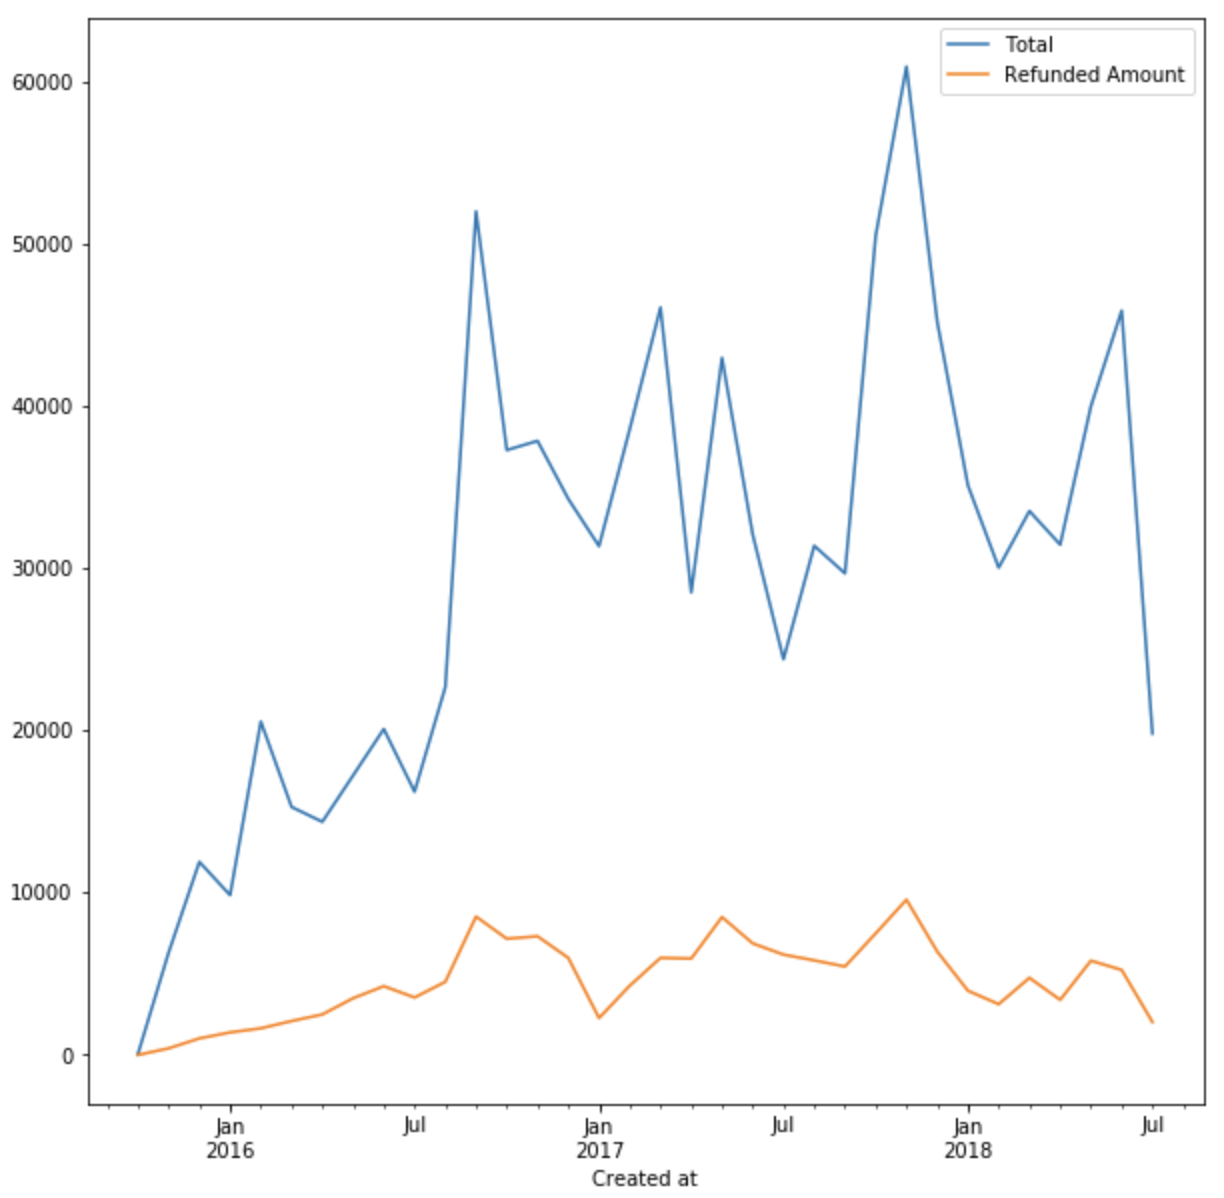 Total
Refunded Amount
60000
50000
40000
30000
20000
10000
0
Jan Jul Jan Jul Jan Jul
2016 2017 2018
Created at